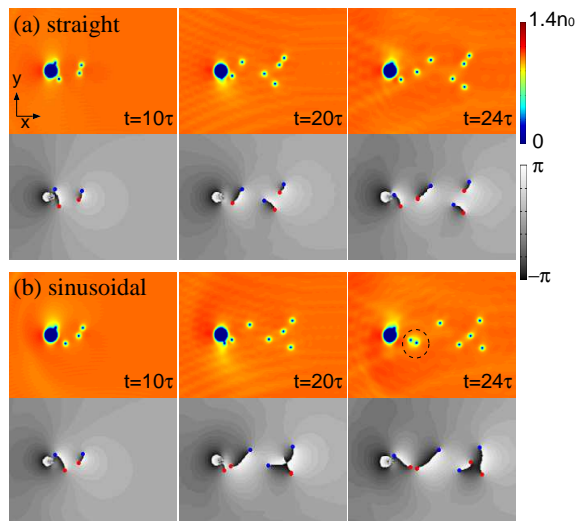 (a) straight
y
x
t=10τ
t=20τ
t=24τ
1.4n₀
0
π
−π
(b) sinusoidal
t=10τ
t=20τ
t=24τ